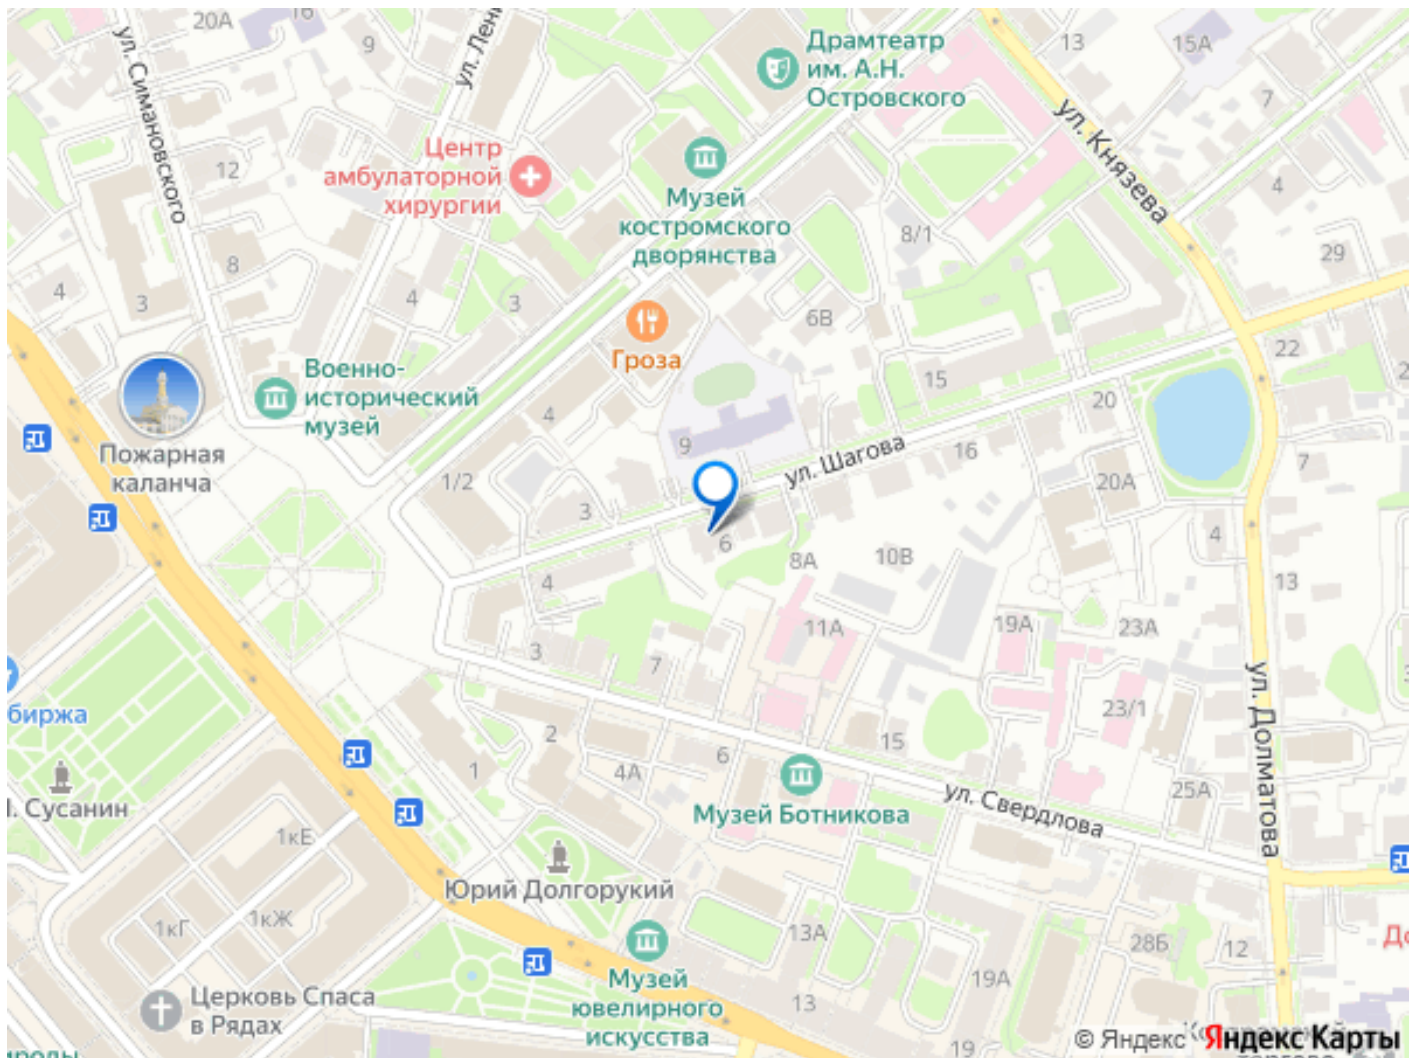 20А
16
9
ул. Лени
ул. Симановского
12
8
4
3
4
3
Драмтеатр
им. А.Н.
Островского
13
15А
7
ул. Князева
4
29
Центр
амбулаторной
хирургии
Музей
костромского
дворянства
8/1
6В
Гроза
Военно-
исторический
музей
Пожарная
каланча
4
1/2
3
9
ул. Шагова
15
16
20
20А
22
2
7
4
13
6
8А
10В
4
3
7
11А
19А
23А
23/1
ул. Долматова
биржа
И. Сусанин
1
2
4А
6
15
Музей Ботникова
ул. Свердлова
25А
1кЕ
1кЖ
1кГ
Юрий Долгорукий
13А
19А
28Б
12
До
Музей
ювелирного
искусства
13
19
Церковь Спаса
в Рядах
ироды
© Яндекс Яндекс Карты